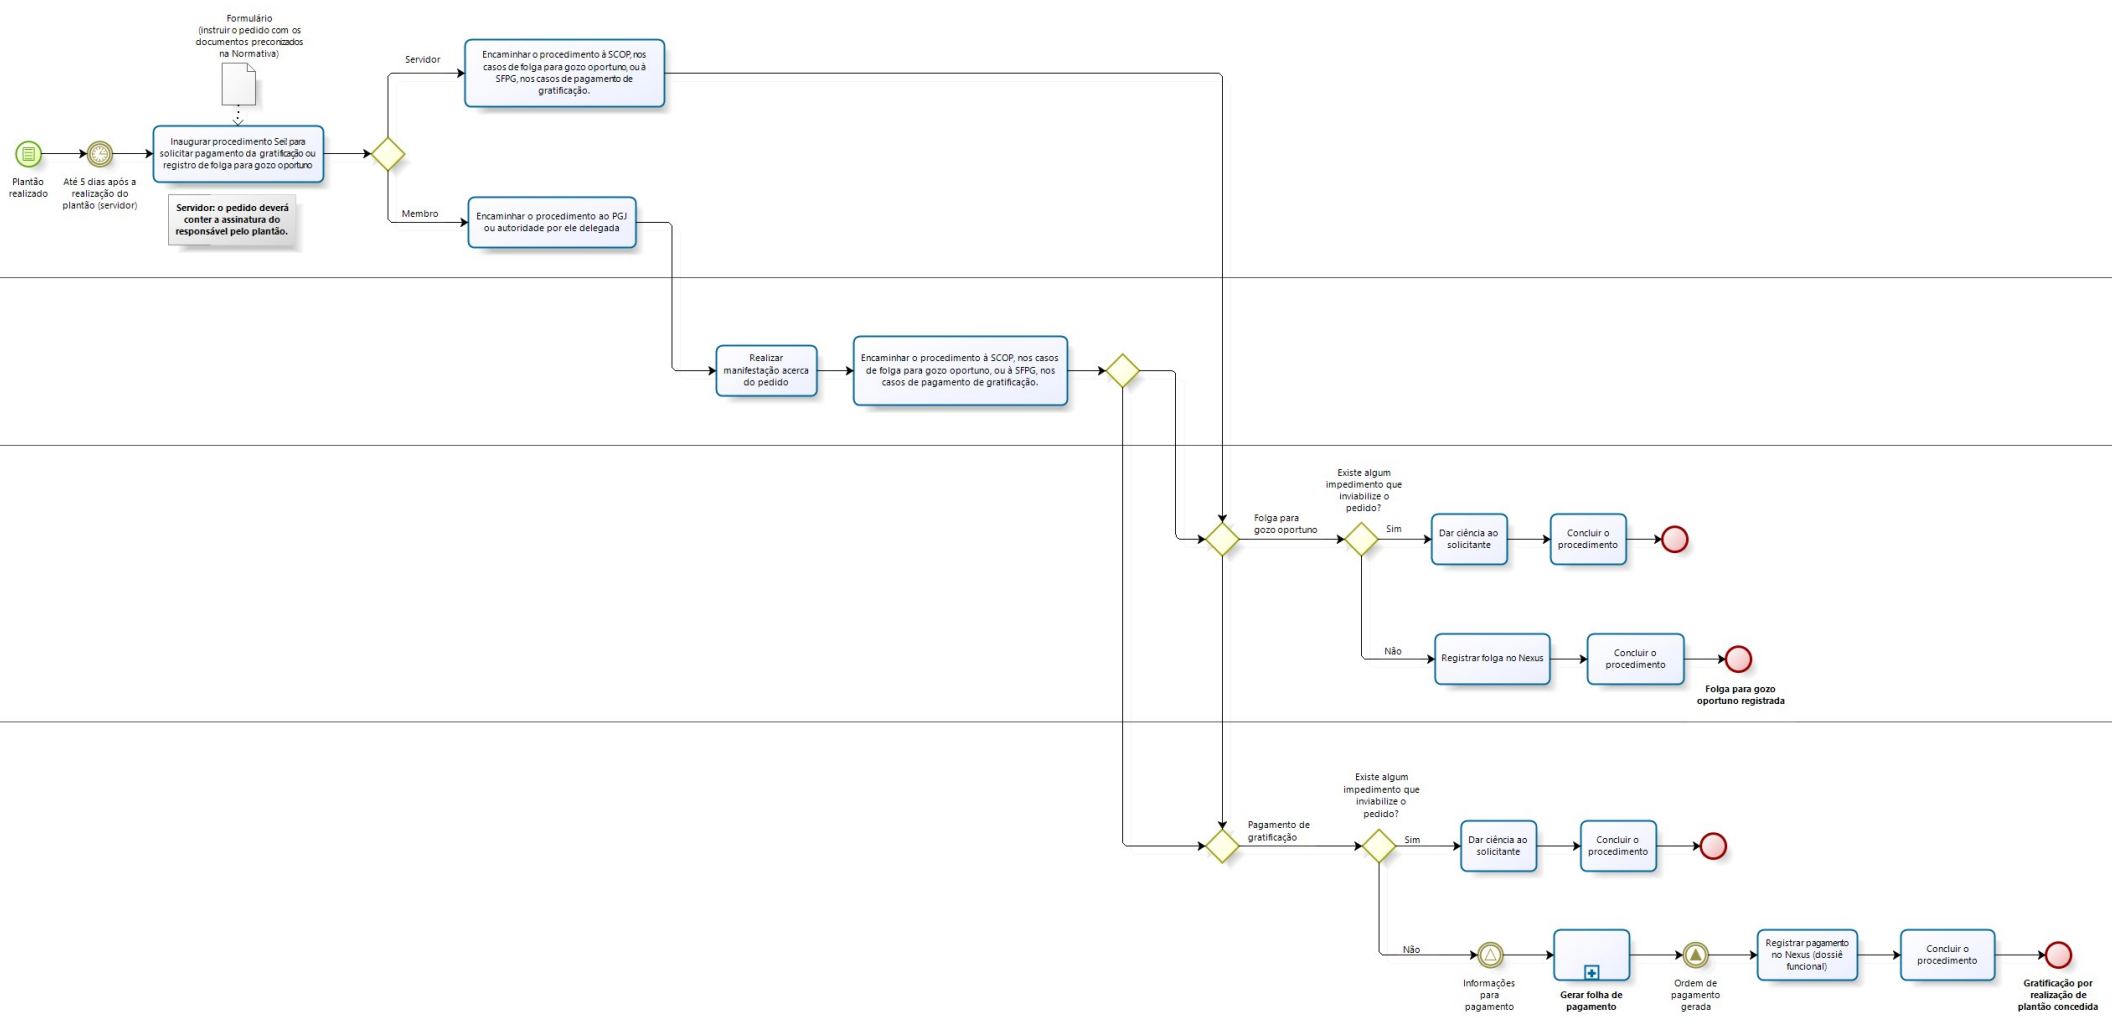 Formulário
(instruir o pedido com os
documentos preconizados
na Normativa)
Plantão
realizado
Até 5 dias após a
realização do
plantão (servidor)
Inaugurar procedimento Sei! para
solicitar pagamento da gratificação ou
registro de folga para gozo oportuno
Servidor: o pedido deverá
conter a assinatura do
responsável pelo plantão.
Servidor
Encaminhar o procedimento à SCOP, nos
casos de folga para gozo oportuno, ou à
SFPG, nos casos de pagamento de
gratificação.
Membro
Encaminhar o procedimento ao PGJ
ou autoridade por ele delegada
Realizar
manifestação acerca
do pedido
Encaminhar o procedimento à SCOP, nos casos
de folga para gozo oportuno, ou à SFPG, nos
casos de pagamento de gratificação.
Folga para
gozo oportuno
Existe algum
impedimento que
inviabilize o
pedido?
Sim
Dar ciência ao
solicitante
Concluir o
procedimento
Não
Registrar folga no Nexus
Concluir o
procedimento
Folga para gozo
oportuno registrada
Pagamento de
gratificação
Existe algum
impedimento que
inviabilize o
pedido?
Sim
Dar ciência ao
solicitante
Concluir o
procedimento
Não
Informações
para
pagamento
Gerar folha de
pagamento
Ordem de
pagamento
gerada
Registrar pagamento
no Nexus (dossiê
funcional)
Concluir o
procedimento
Gratificação por
realização de
plantão concedida